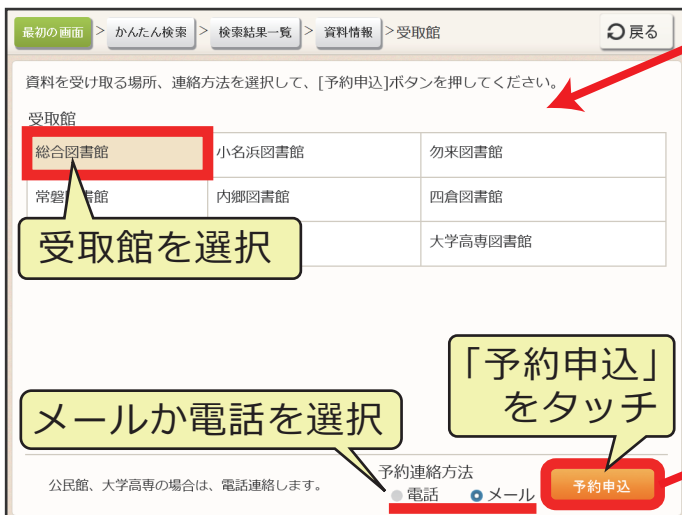 最初の画面 > かんたん検索 > 検索結果一覧 > 資料情報 >受取館 戻る
資料を受け取る場所、連絡方法を選択して、[予約申込]ボタンを押してください。
受取館
総合図書館 小名浜図書館 勿来図書館
常磐 書館 内郷図書館 四倉図書館
受取館を選択
大学高専図書館
「予約申込」
をタッチ
メールか電話を選択
予約連絡方法
公民館、大学高専の場合は、電話連絡します。
電話 メール
予約申込